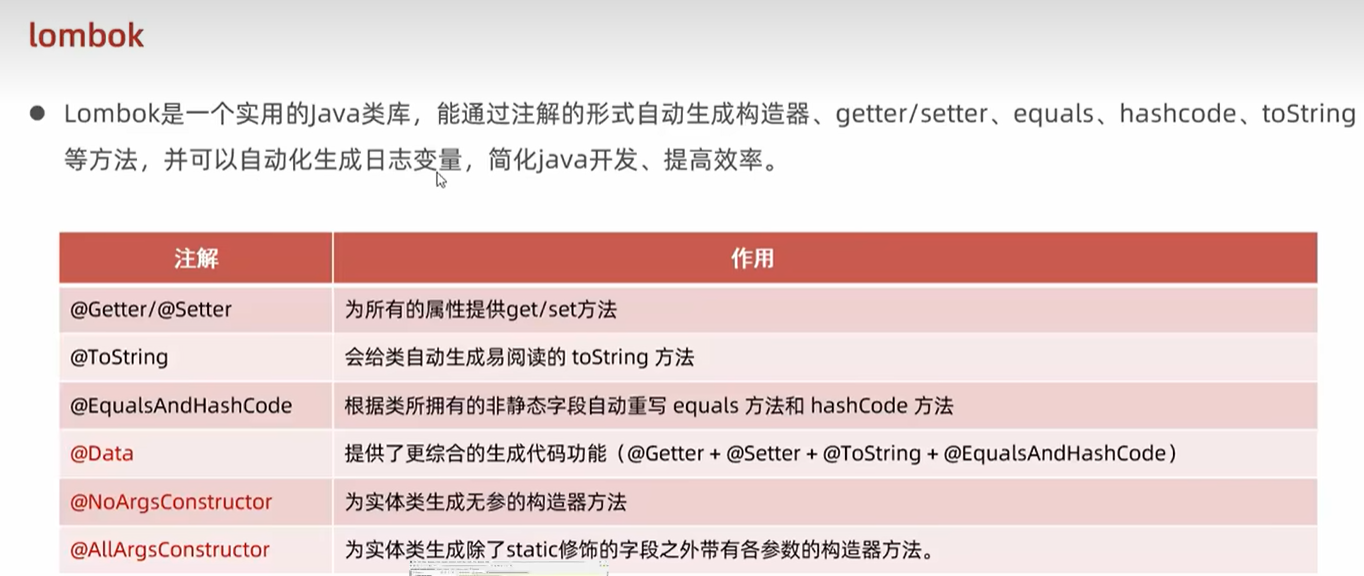 lombok
Lombok是一个实用的Java类库，能通过注解的形式自动生成构造器、getter/setter、equals、hashcode、toString
等方法，并可以自动化生成日志变量，简化java开发、提高效率。
注解 作用
@Getter/@Setter 为所有的属性提供get/set方法
@ToString 会给类自动生成易阅读的 toString 方法
@EqualsAndHashCode 根据类所拥有的非静态字段自动重写 equals 方法和 hashCode 方法
@Data 提供了更综合的生成代码功能（@Getter + @Setter + @ToString + @EqualsAndHashCode）
@NoArgsConstructor 为实体类生成无参的构造器方法
@AllArgsConstructor 为实体类生成除了static修饰的字段之外带有各参数的构造器方法。